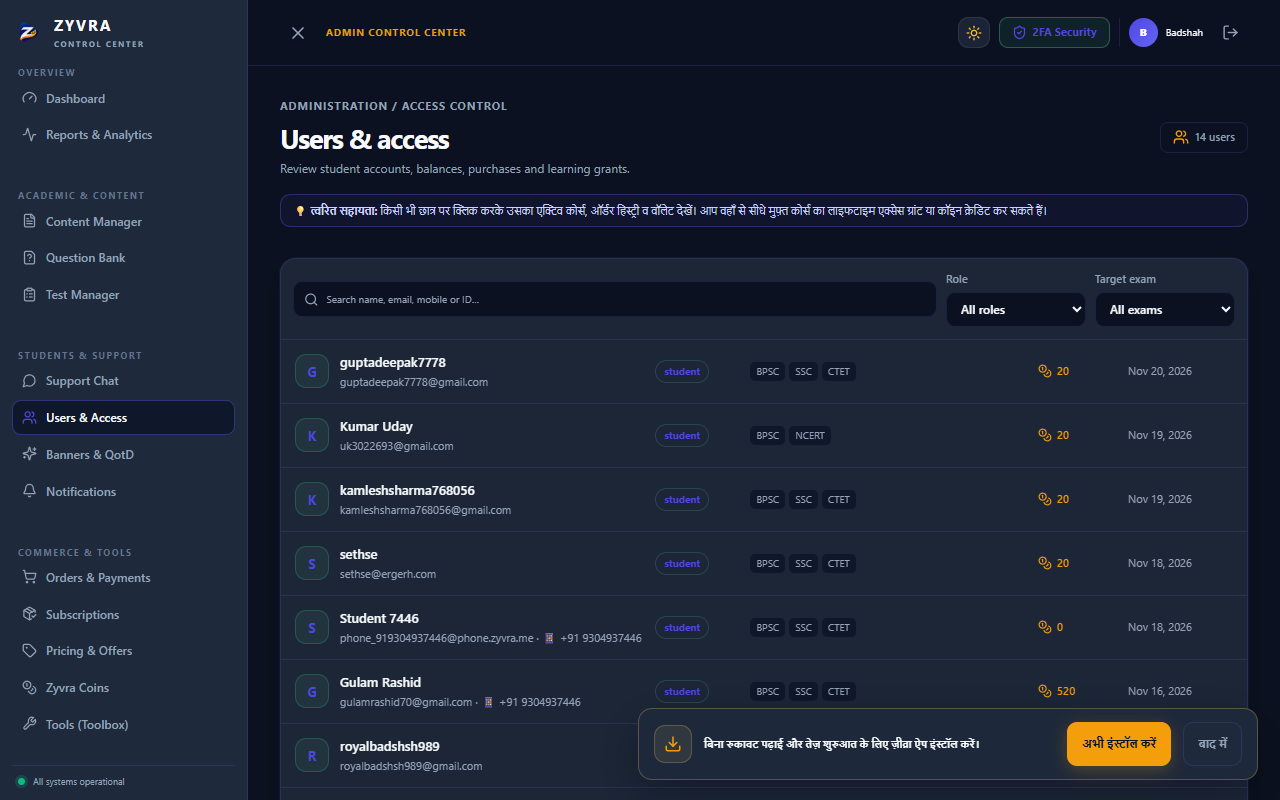 ZYVRA
CONTROL CENTER
OVERVIEW
Dashboard
Reports & Analytics
ACADEMIC & CONTENT
Content Manager
Question Bank
Test Manager
STUDENTS & SUPPORT
Support Chat
Users & Access
Banners & QotD
Notifications
COMMERCE & TOOLS
Orders & Payments
Subscriptions
Pricing & Offers
Zyvra Coins
Tools (Toolbox)
All systems operational
ADMIN CONTROL CENTER
2FA Security
B
Badshah
ADMINISTRATION / ACCESS CONTROL
Users & access
14 users
Review student accounts, balances, purchases and learning grants.
त्वरित सहायता: किसी भी छात्र पर क्लिक करके उसका एक्टिव कोर्स, ऑर्डर हिस्ट्री व वॉलेट देखें। आप वहाँ से सीधे मुफ़्त कोर्स का लाइफटाइम एक्सेस ग्रांट या कॉइन क्रेडिट कर सकते हैं।
Role
Target exam
Search name, email, mobile or ID...
All roles
All exams
G
guptadeepak7778
guptadeepak7778@gmail.com
student
BPSC SSC CTET
20
Nov 20, 2026
K
Kumar Uday
uk3022693@gmail.com
student
BPSC NCERT
20
Nov 19, 2026
K
kamleshsharma768056
kamleshsharma768056@gmail.com
student
BPSC SSC CTET
20
Nov 19, 2026
S
sethse
sethse@ergerh.com
student
BPSC SSC CTET
20
Nov 18, 2026
S
Student 7446
phone_919304937446@phone.zyvra.me · +91 9304937446
student
BPSC SSC CTET
0
Nov 18, 2026
G
Gulam Rashid
gulamrashid70@gmail.com · +91 9304937446
student
BPSC SSC CTET
520
Nov 16, 2026
R
royalbadshsh989
royalbadshsh989@gmail.com
बिना रुकावट पढ़ाई और तेज़ शुरुआत के लिए ज़ीव्रा ऐप इंस्टॉल करें।
अभी इंस्टॉल करें
बाद में